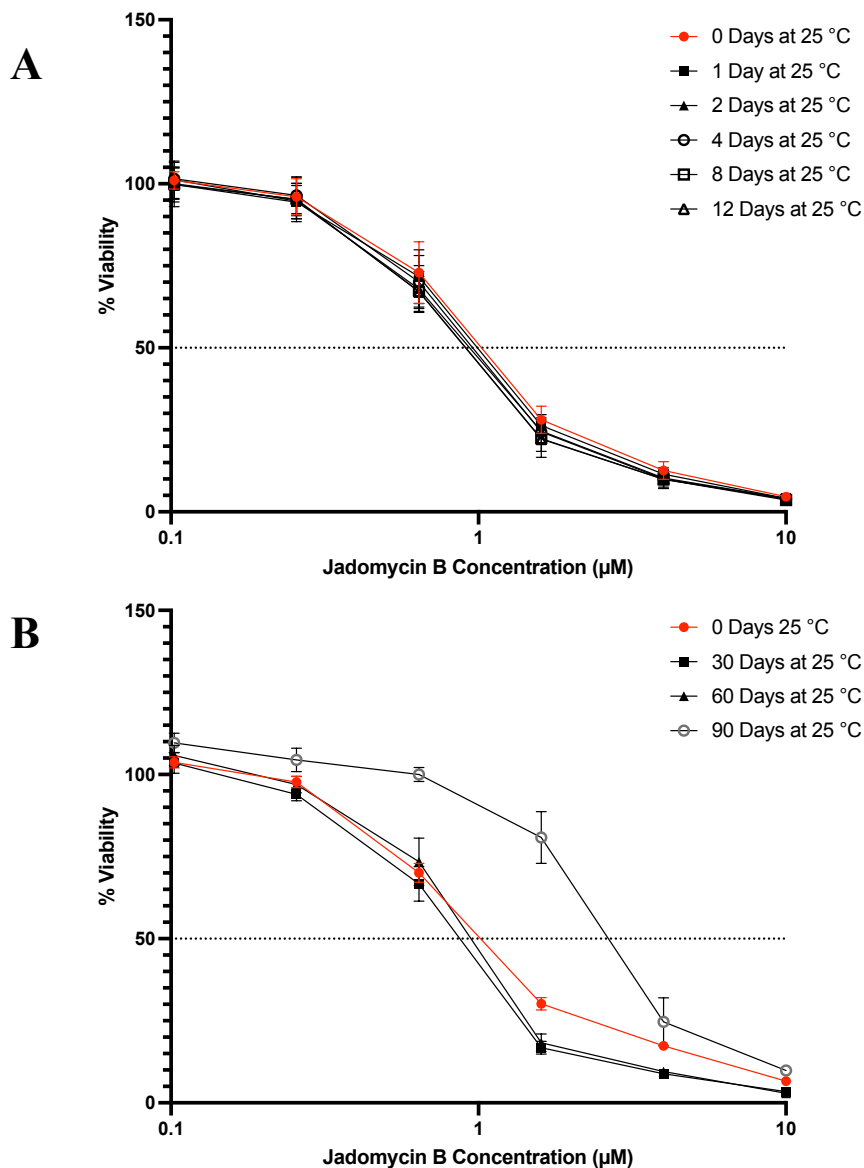 A
150
100
50
0
% Viability
0.1
1
10
Jadomycin B Concentration (µM)
0 Days at 25 °C
1 Day at 25 °C
2 Days at 25 °C
4 Days at 25 °C
8 Days at 25 °C
12 Days at 25 °C
B
150
100
50
0
% Viability
0.1
1
10
Jadomycin B Concentration (µM)
0 Days 25 °C
30 Days at 25 °C
60 Days at 25 °C
90 Days at 25 °C